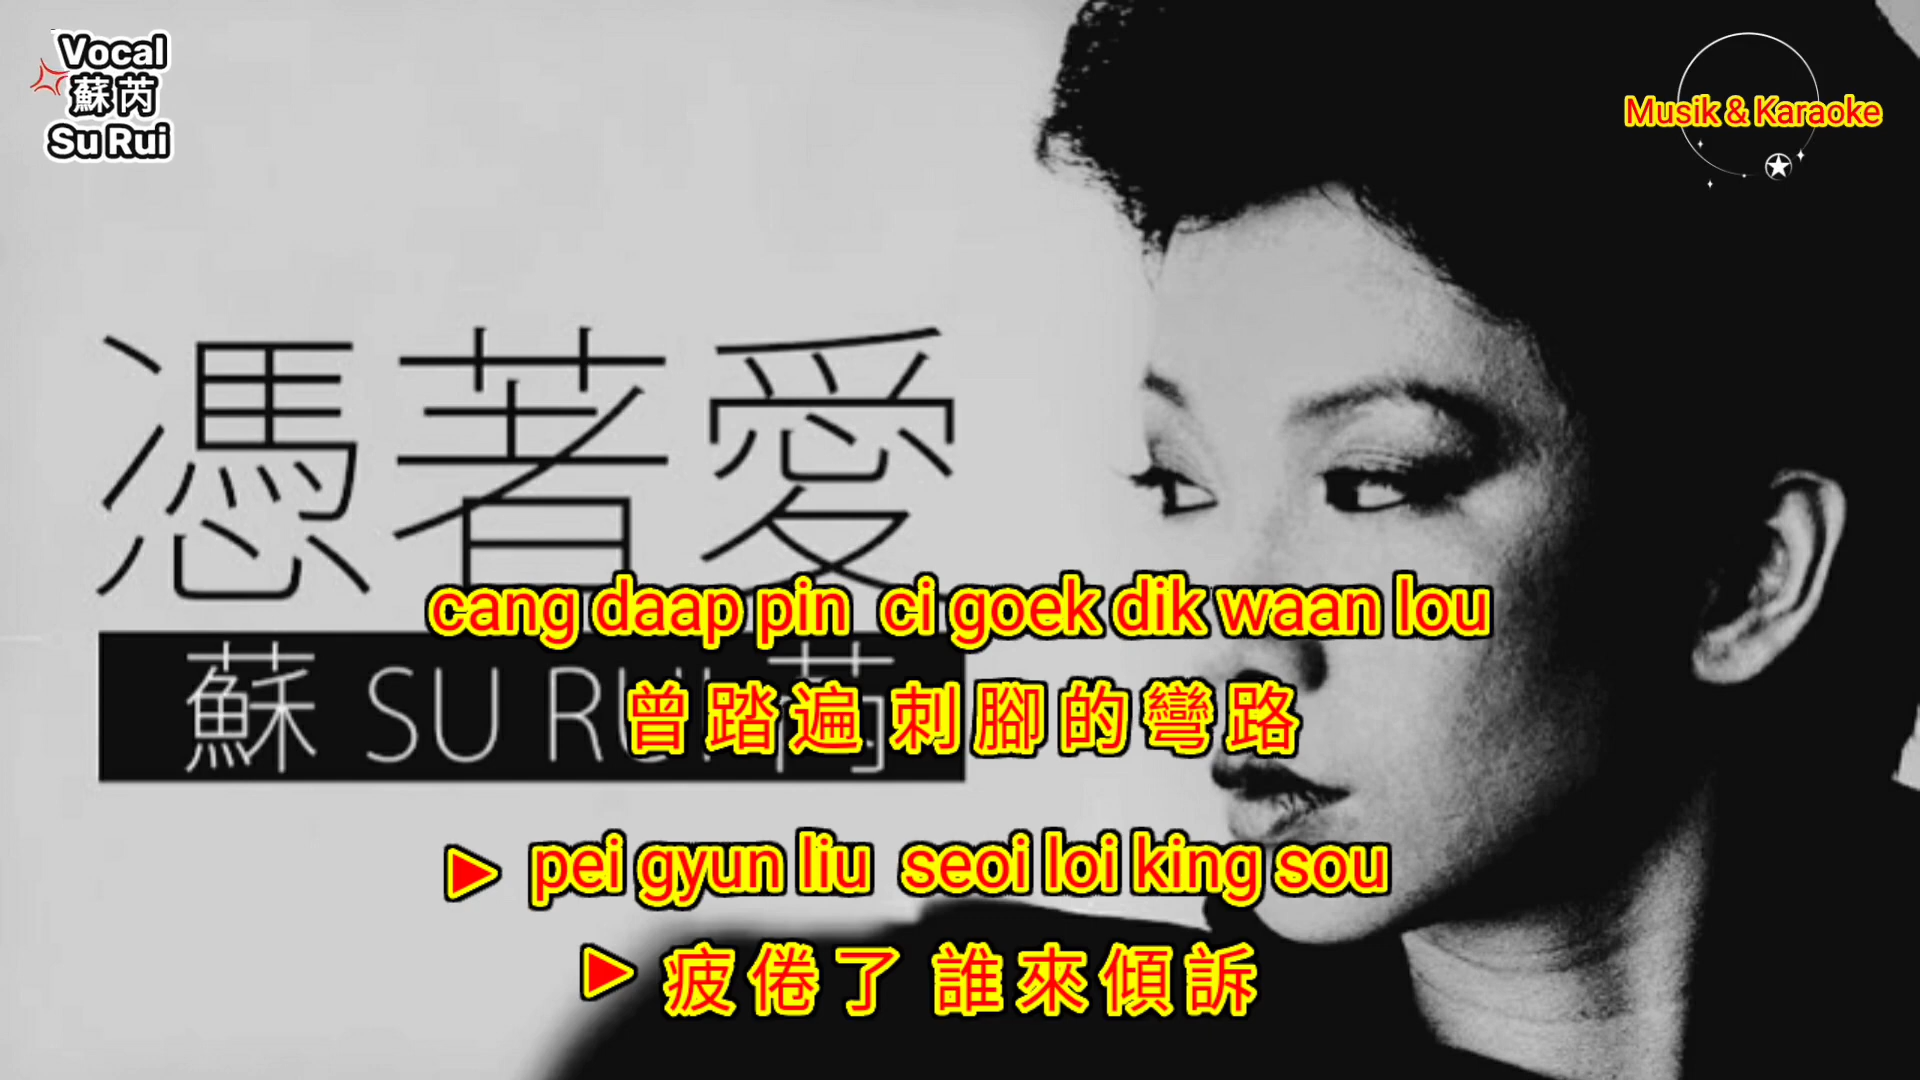 Vocal
蘇芮
Su Rui
Musik & Karaoke
憑著愛
cang daap pin ci goek dik waan lou
蘇 SU RUI 芮
曾踏遍 刺腳的彎路
pei gyun liu seoi loi king sou
疲倦了 誰來傾訴